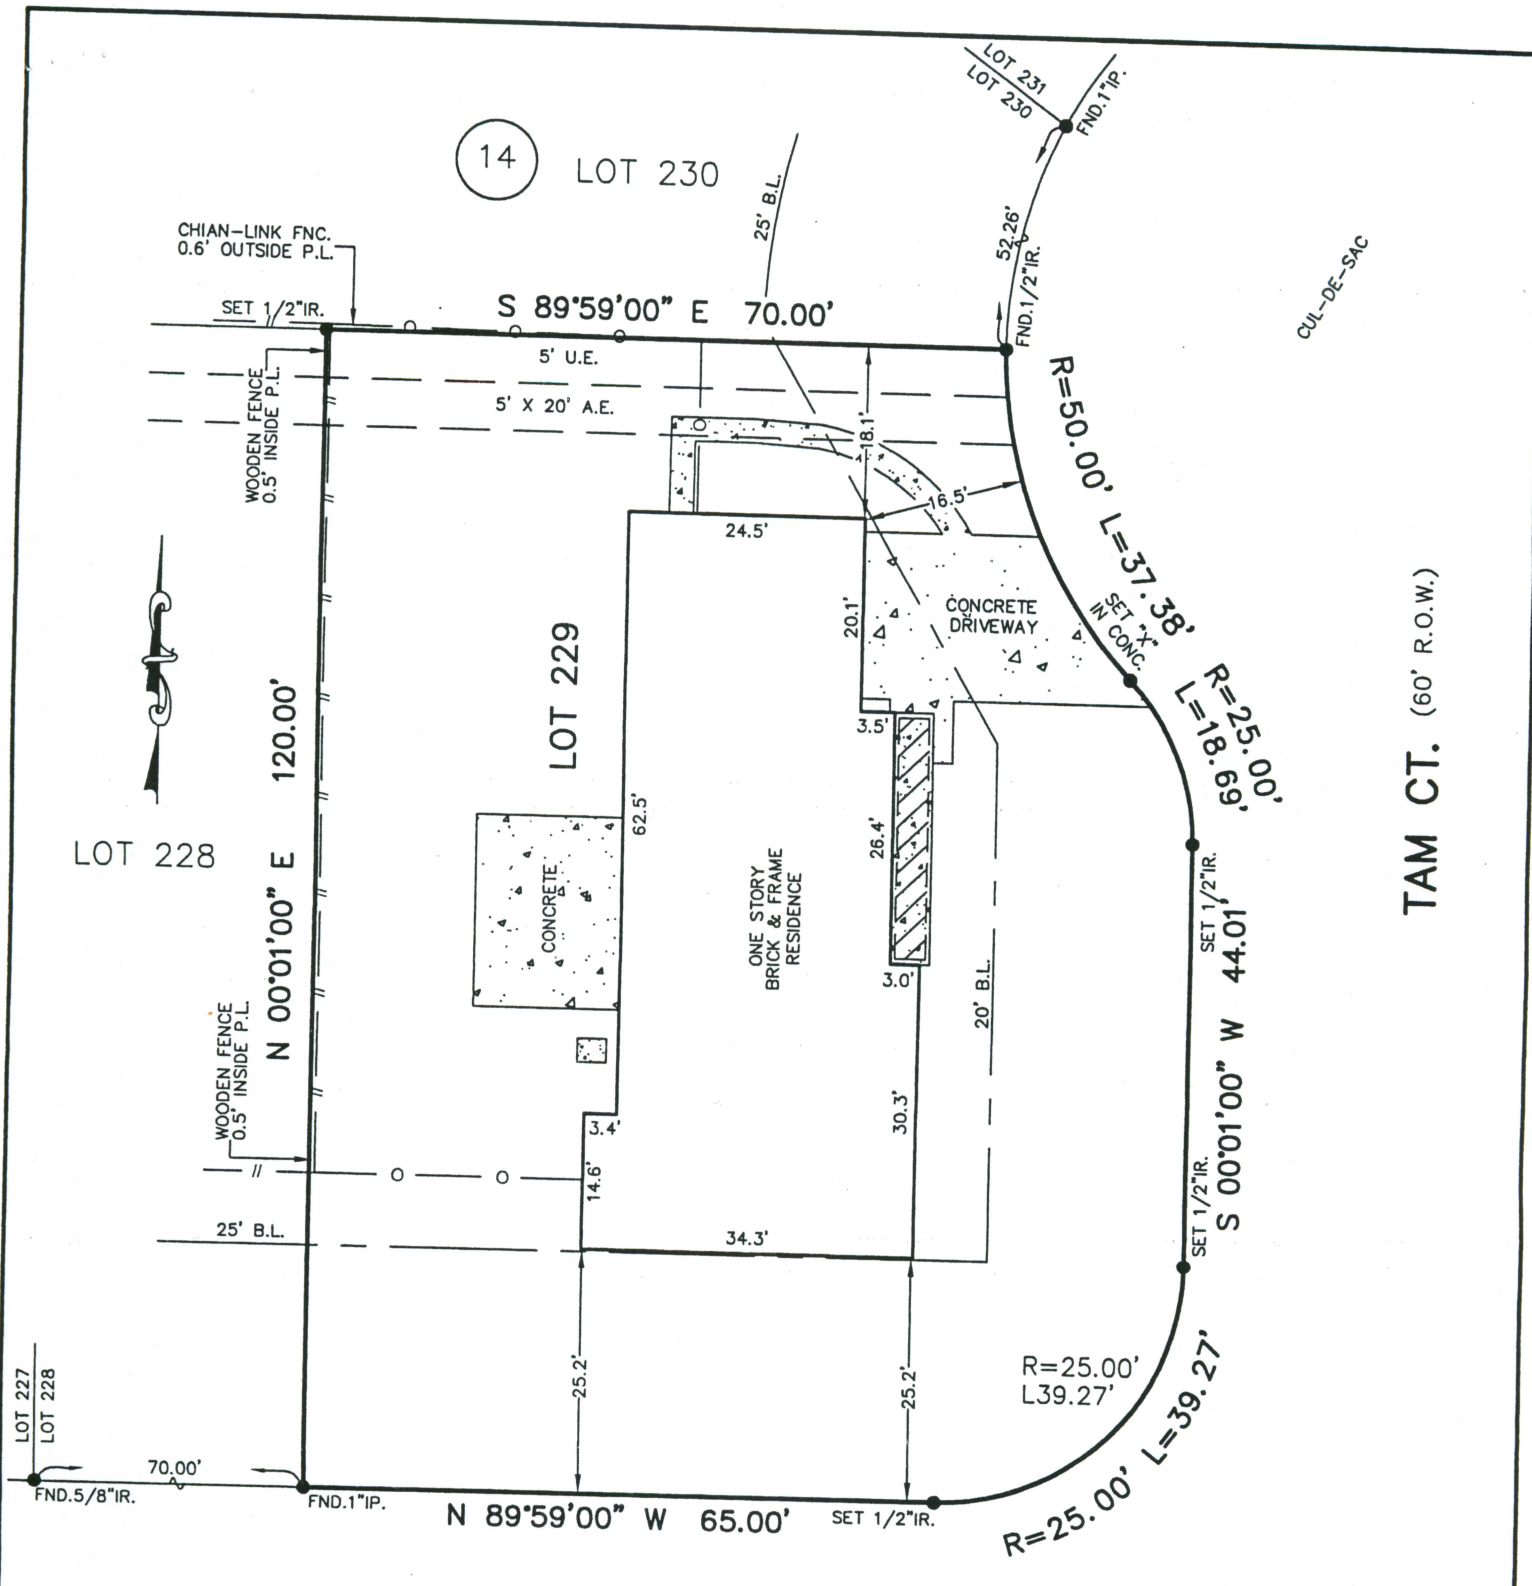 LOT 231
LOT 230
FND.1"IP.
14
LOT 230
25' B.L.
52.26'
FND.1/2"IR.
CUL-DE-SAC
CHIAN-LINK FNC.
0.6' OUTSIDE P.L.
SET 1/2"IR.
S 89°59'00" E 70.00'
5' U.E.
5' X 20' A.E.
WOODEN FENCE
0.5' INSIDE P.L.
18.1'
16.5'
R=50.00' L=37.38'
24.5'
20.1'
CONCRETE
DRIVEWAY
SET "X"
IN CONC.
R=25.00'
L=18.69'
TAM CT. (60' R.O.W.)
LOT 229
N 00°01'00" E 120.00'
3.5'
62.5'
26.4'
LOT 228
CONCRETE
ONE STORY
BRICK & FRAME
RESIDENCE
SET 1/2"IR.
3.0'
20' B.L.
S 00°01'00" W 44.01'
WOODEN FENCE
0.5' INSIDE P.L.
3.4'
14.6'
30.3'
SET 1/2"IR.
25' B.L.
34.3'
25.2'
25.2'
R=25.00'
L39.27'
R=25.00' L=39.27'
LOT 227
LOT 228
70.00'
FND.5/8"IR.
FND.1"IP.
N 89°59'00" W 65.00'
SET 1/2"IR.